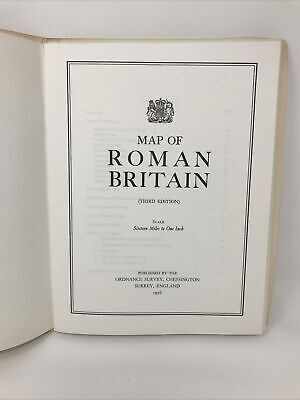 MAP OF
ROMAN
BRITAIN
(THIRD EDITION)
SCALE
Sixteen Miles to One Inch
PUBLISHED BY THE
ORDNANCE SURVEY, CHESSINGTON
SURREY, ENGLAND
1956